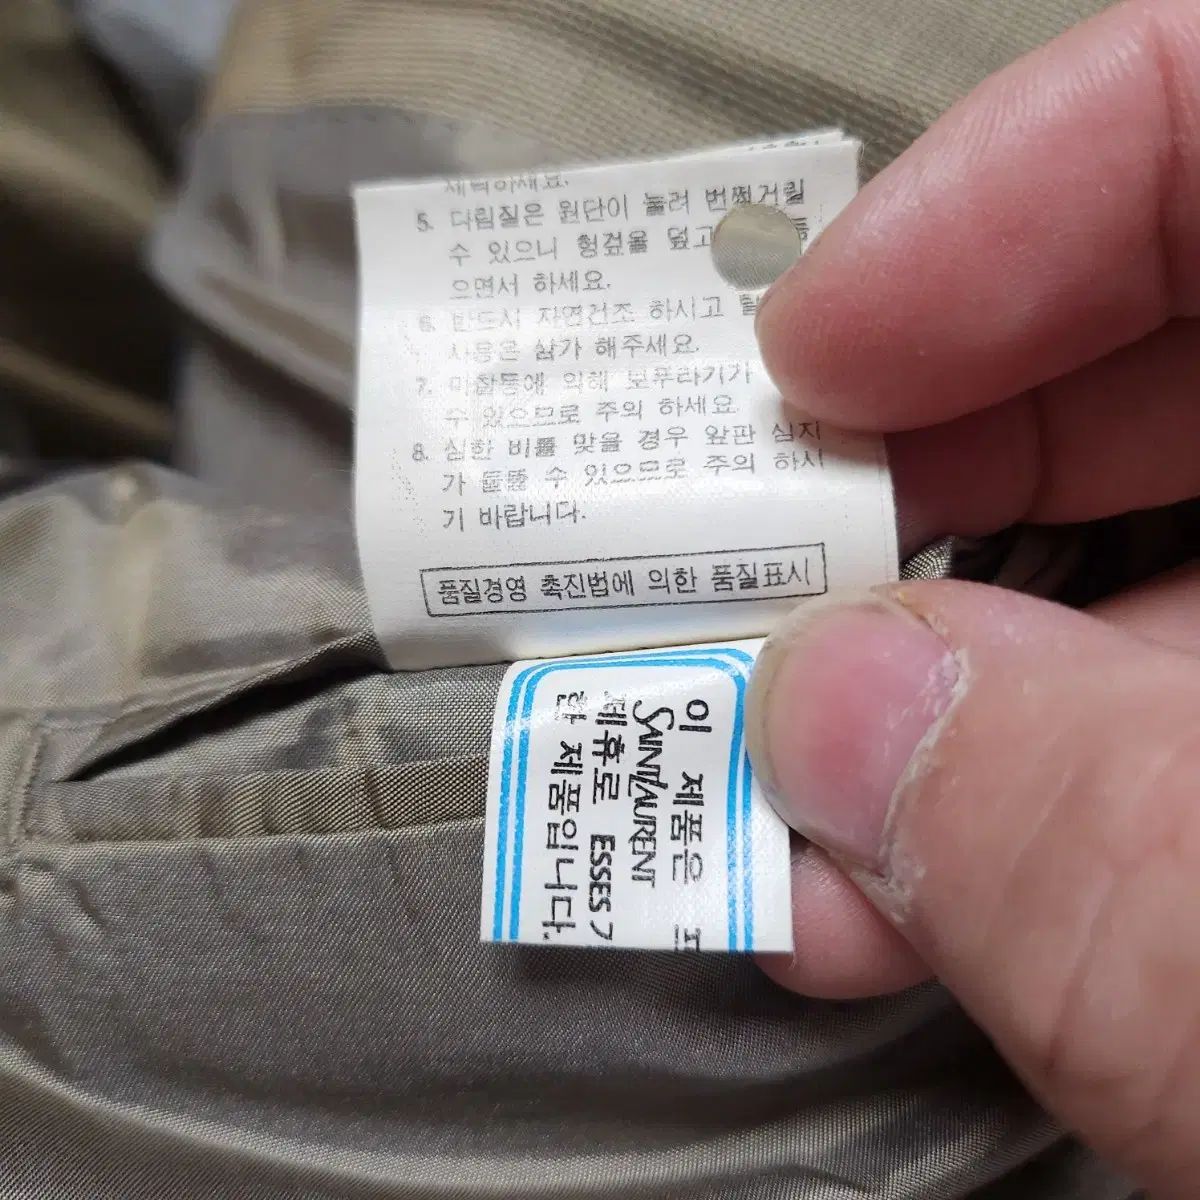 세탁하세요.
5. 다림질은 원단이 눌려 번쩍거릴
수 있으니 헝겊을 덮고
으면서 하세요.
6. 반드시 자연건조 하시고
사용은 삼가 해주세요.
7. 마찰등에 의해 보푸라기가
수 있으므로 주의 하세요.
8. 심한 비를 맞을 경우 앞판 심지
가 들뜰 수 있으므로 주의 하시
기 바랍니다.
품질경영 촉진법에 의한 품질표시
이 제품은
SAINT LAURENT
제휴로 ESSES
한 제품입니다.